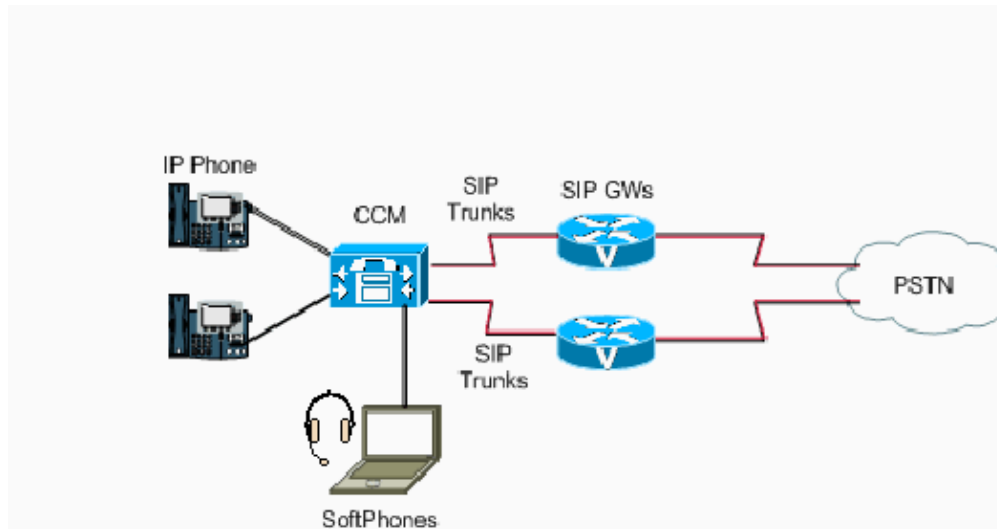 IP Phone
CCM
SIP
Trunks
SIP GWs
V
PSTN
V
SIP
Trunks
SoftPhones